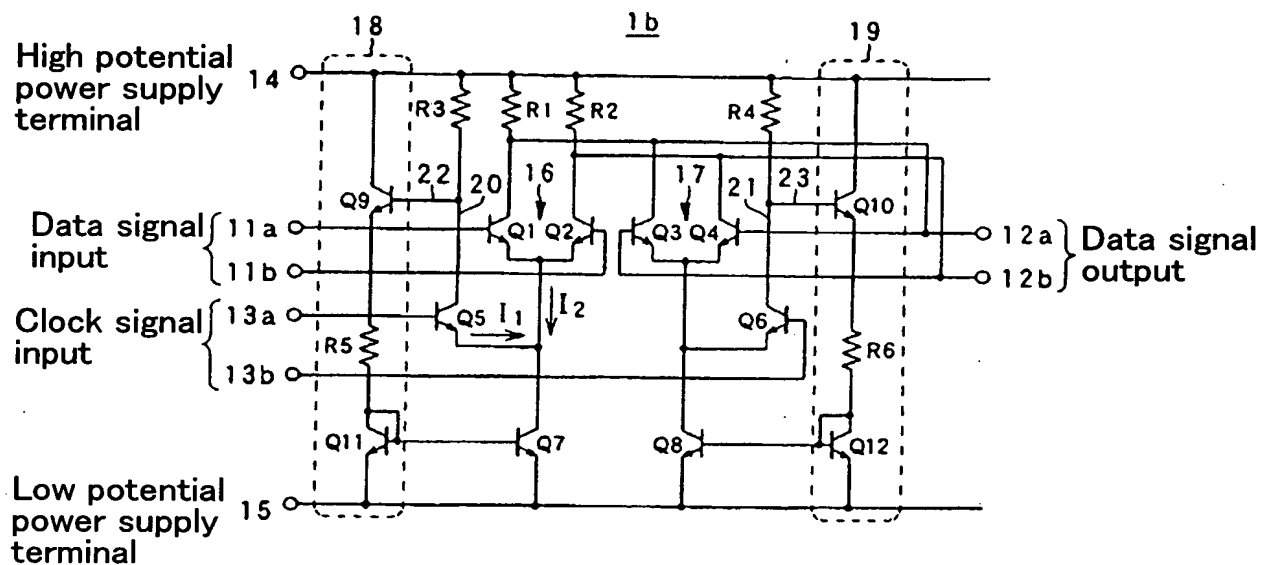 1b
18
19
High potential
power supply
terminal
14
R3
R1
R2
R4
22
20
16
17
21
23
Q9
Q10
Data signal
input
11a
11b
Q1
Q2
Q3
Q4
12a
12b
Data signal
output
Clock signal
input
13a
13b
Q5
I1
I2
Q6
R5
R6
Q11
Q7
Q8
Q12
Low potential
power supply
terminal
15